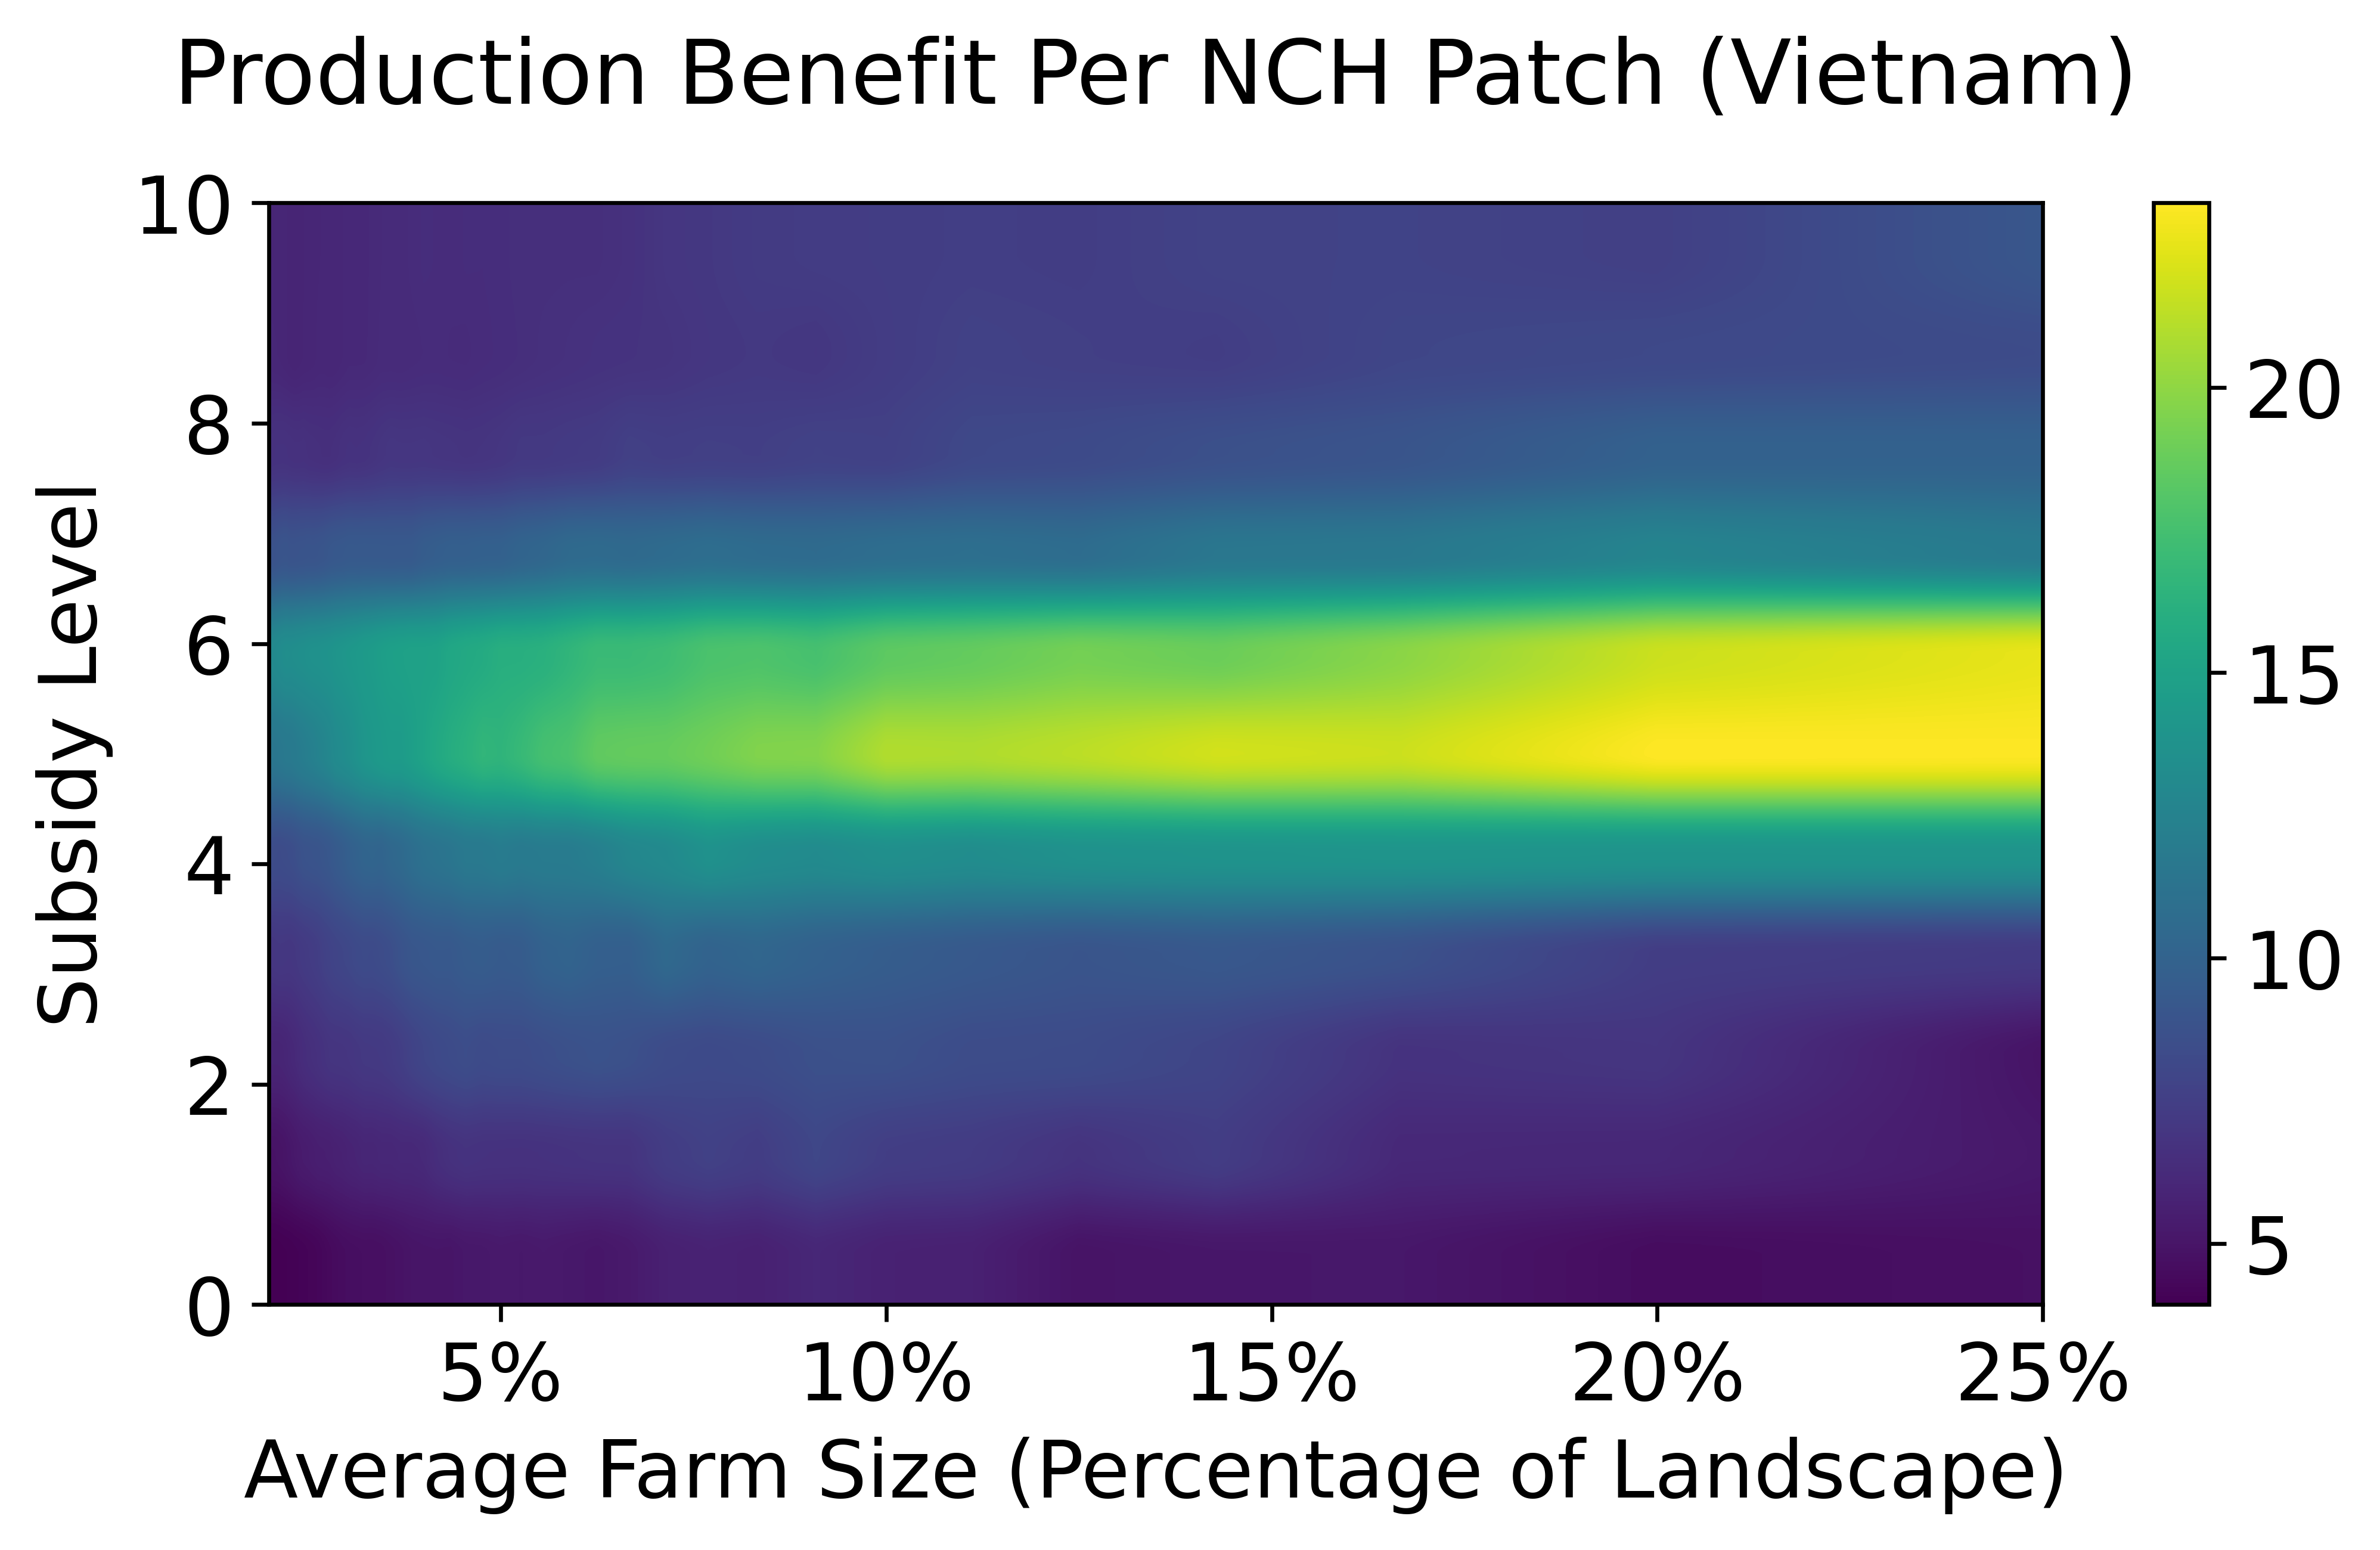 Production Benefit Per NCH Patch (Vietnam)
Subsidy Level
10
8
6
4
2
0
5% 10% 15% 20% 25%
Average Farm Size (Percentage of Landscape)
20
15
10
5